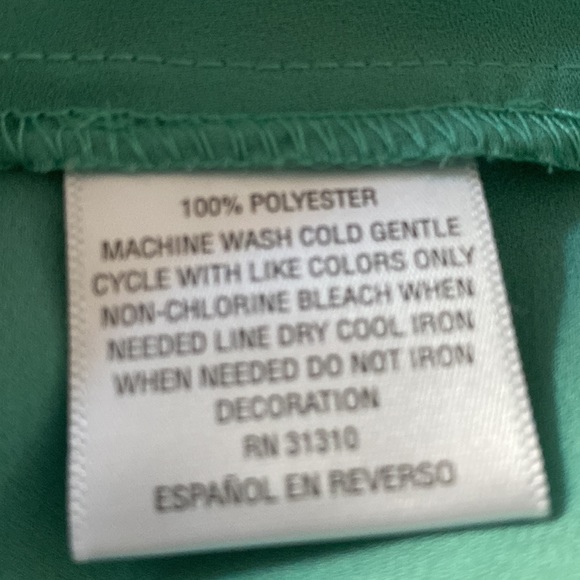 100% POLYESTER
MACHINE WASH COLD GENTLE
CYCLE WITH LIKE COLORS ONLY
NON-CHLORINE BLEACH WHEN
NEEDED LINE DRY COOL IRON
WHEN NEEDED DO NOT IRON
DECORATION
RN 31310
ESPAÑOL EN REVERSO